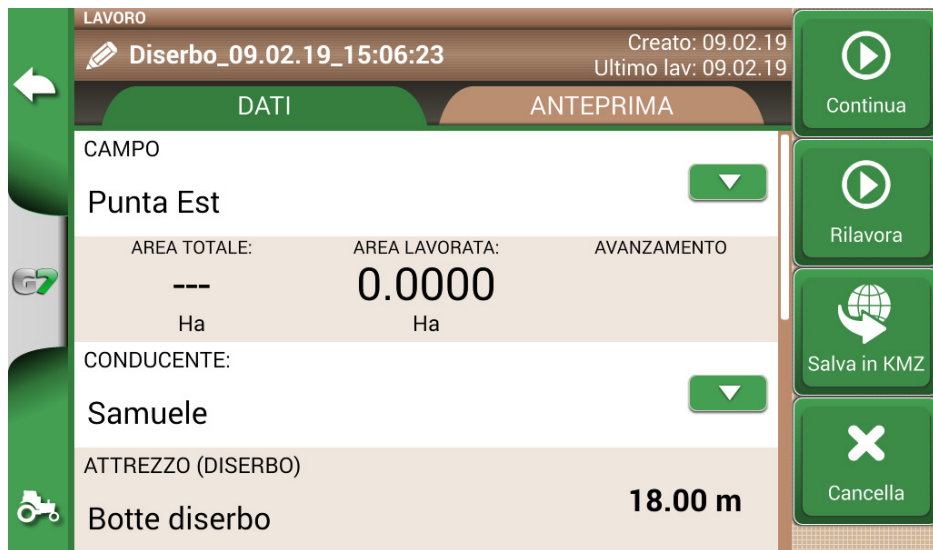 LAVORO
Diserbo_09.02.19_15:06:23
Creato: 09.02.19
Ultimo lav: 09.02.19
DATI
ANTEPRIMA
CAMPO
Punta Est
AREA TOTALE:
AREA LAVORATA:
AVANZAMENTO
---
0.0000
Ha
Ha
CONDUCENTE:
Samuele
ATTREZZO (DISERBO)
Botte diserbo
18.00 m
G7
Continua
Rilavora
Salva in KMZ
Cancella